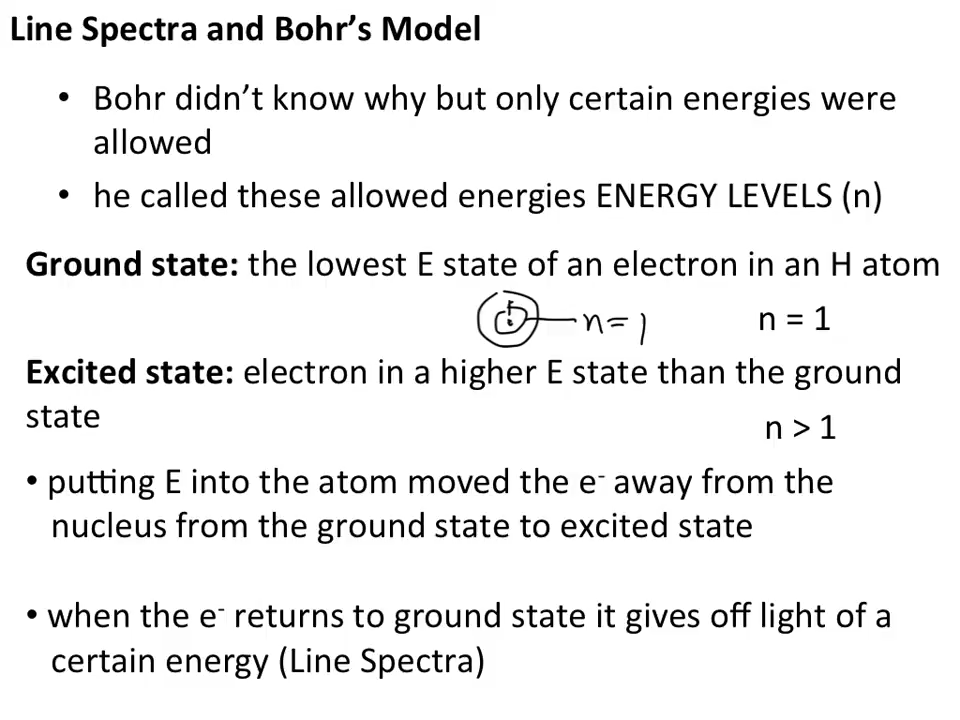 Line Spectra and Bohr's Model
• Bohr didn't know why but only certain energies were
allowed
• he called these allowed energies ENERGY LEVELS (n)
Ground state: the lowest E state of an electron in an H atom
n = 1 n = 1
Excited state: electron in a higher E state than the ground
state
n > 1
• putting E into the atom moved the e⁻ away from the
nucleus from the ground state to excited state
• when the e⁻ returns to ground state it gives off light of a
certain energy (Line Spectra)